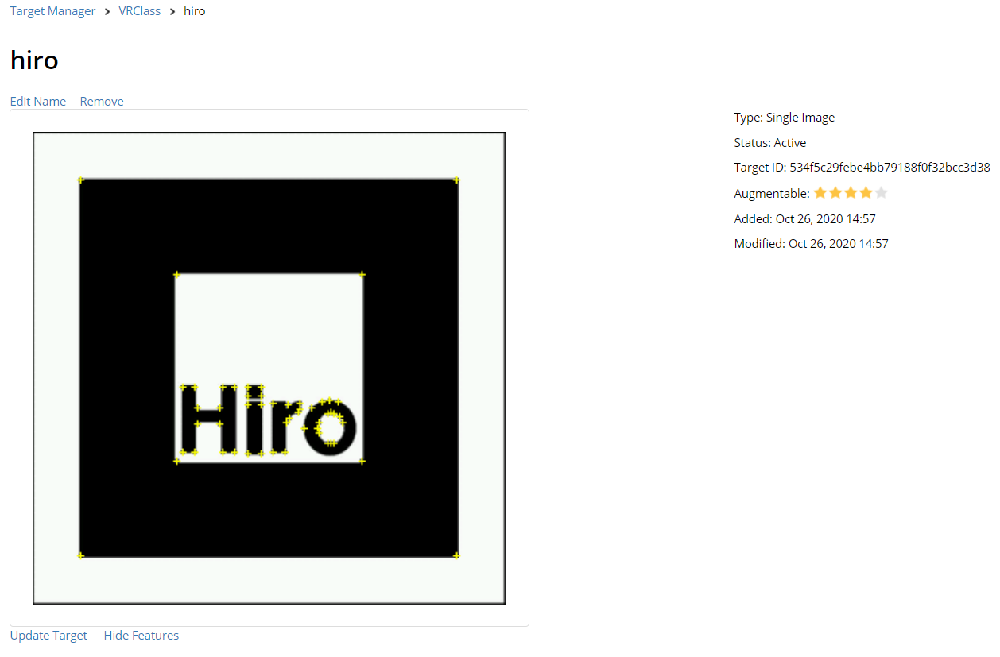 Target Manager > VRClass > hiro
hiro
Edit Name Remove
Type: Single Image
Status: Active
Target ID: 534f5c29febe4bb79188f0f32bcc3d38
Augmentable:
Added: Oct 26, 2020 14:57
Modified: Oct 26, 2020 14:57
Hiro
Update Target Hide Features